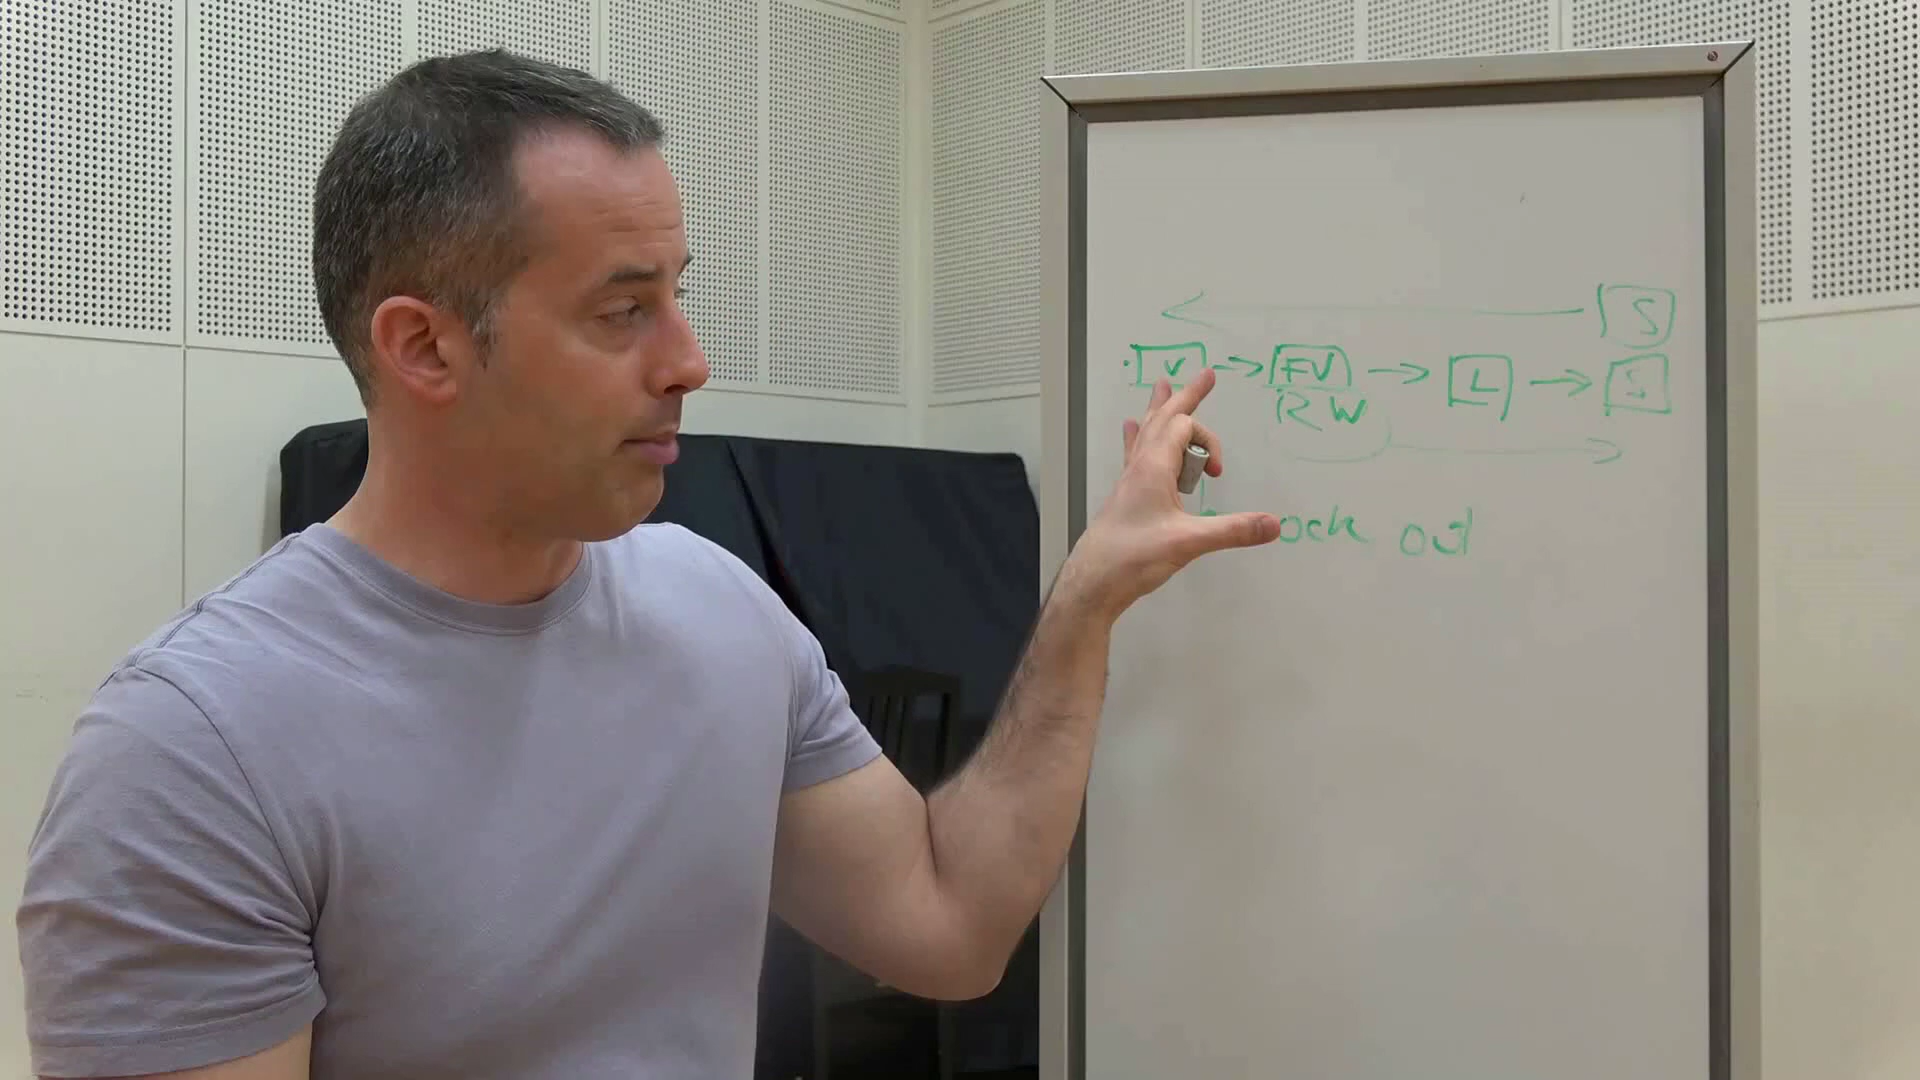 S
V → FV → L → S
RW
ock out